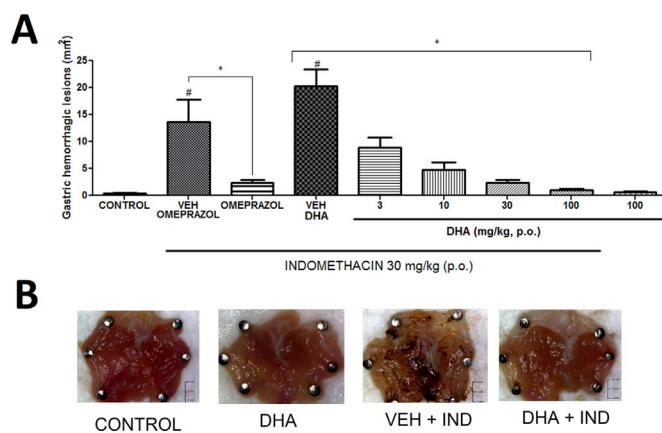 A
Gastric hemorrhagic lesions (mm²)
25
20
15
10
5
0
#
*
#
*
CONTROL
VEH
OMEPRAZOL
OMEPRAZOL
VEH
DHA
3
10
30
100
100
DHA (mg/kg, p.o.)
INDOMETHACIN 30 mg/kg (p.o.)
B
CONTROL
DHA
VEH + IND
DHA + IND